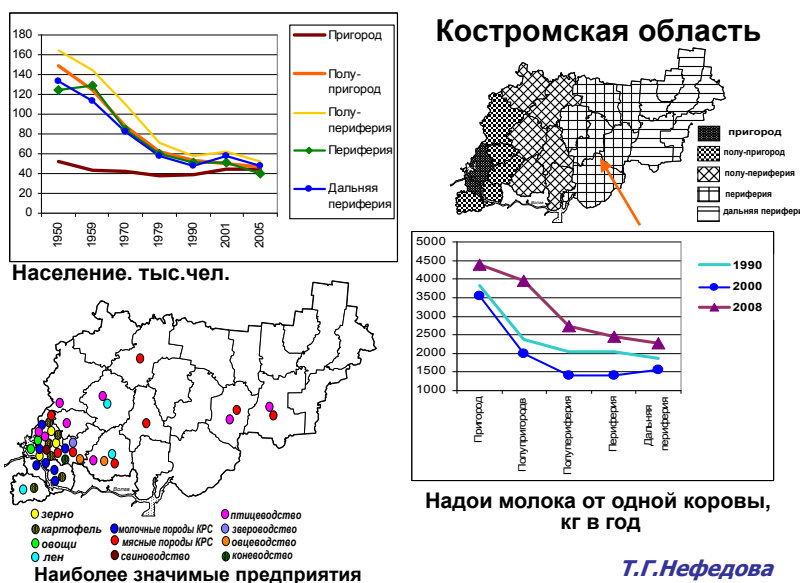 Костромская область
180
160
140
120
100
80
60
40
20
0
1950
1959
1970
1979
1990
2001
2005
Пригород
Полу-
пригород
Полу-
периферия
Периферия
Дальняя
периферия
Население. тыс.чел.
Волга
пригород
полу-пригород
полу-периферия
периферия
дальняя перифери
5000
4500
4000
3500
3000
2500
2000
1500
1000
Пригород
Полупригородв
Полупериферия
Периферия
Дальняя
периферия
1990
2000
2008
Надои молока от одной коровы,
кг в год
Волга
зерно
картофель
овощи
лен
молочные породы КРС
мясные породы КРС
свиноводство
птицеводство
звероводство
овцеводство
коневодство
Наиболее значимые предприятия
Т.Г.Нефедова